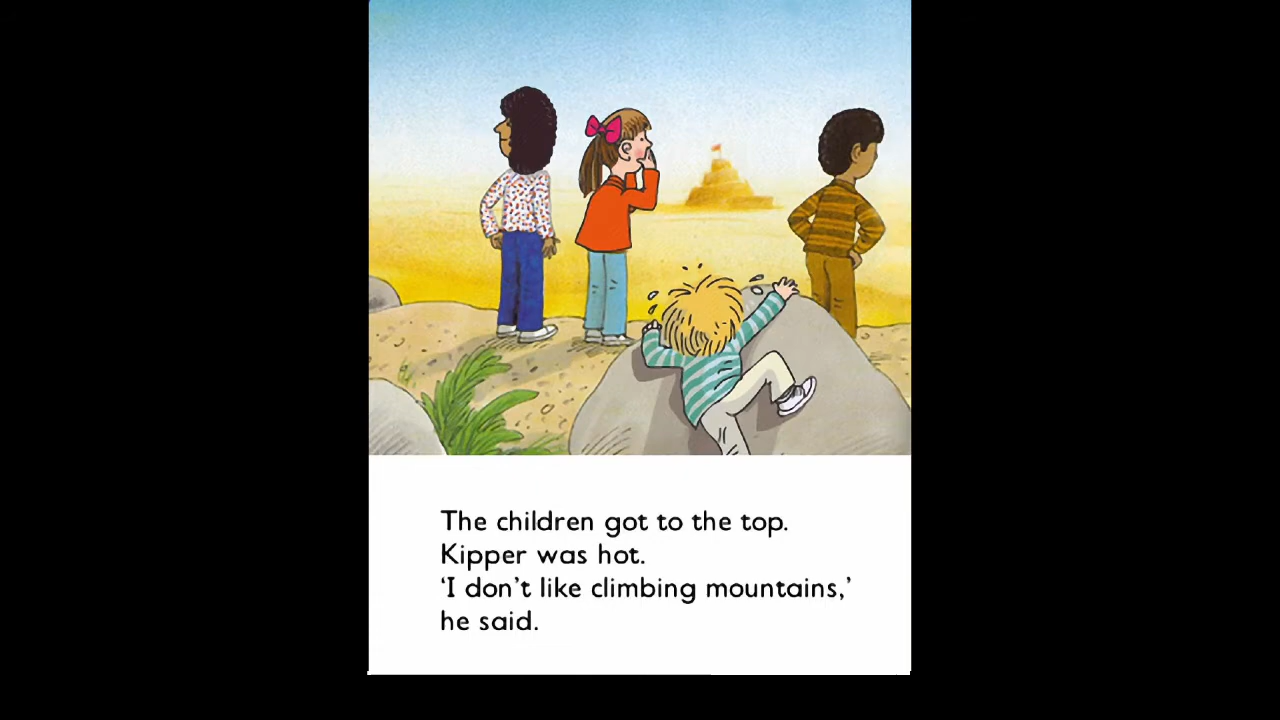 The children got to the top.
Kipper was hot.
‘I don’t like climbing mountains,’
he said.